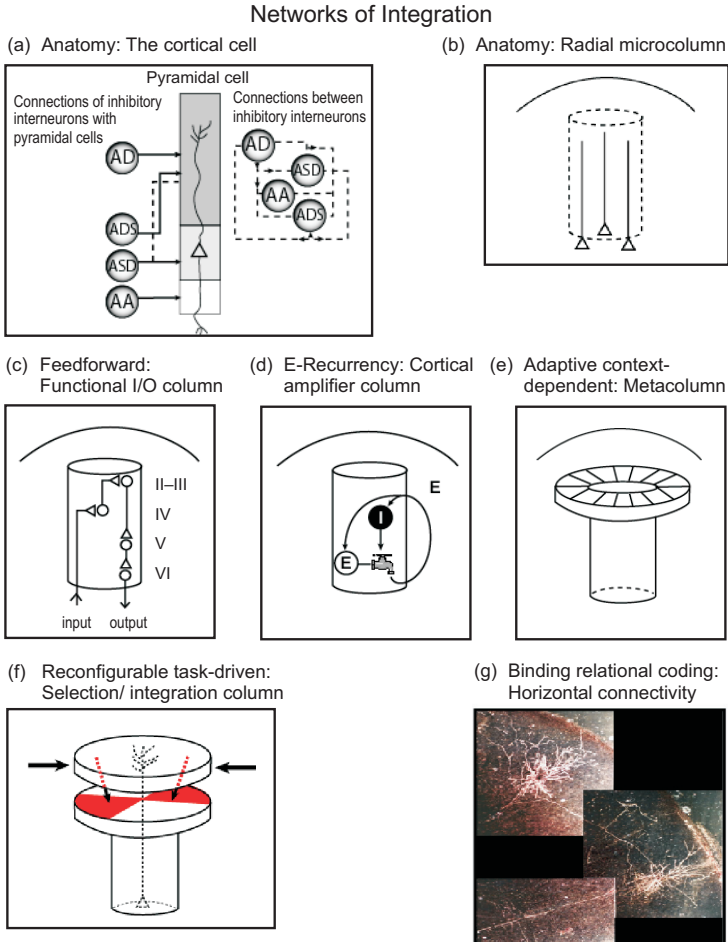 Networks of Integration
(a) Anatomy: The cortical cell
Pyramidal cell
Connections of inhibitory
interneurons with
pyramidal cells
Connections between
inhibitory interneurons
AD
ADS
ASD
AA
AD
ASD
AA
ADS
(b) Anatomy: Radial microcolumn
(c) Feedforward:
Functional I/O column
II–III
IV
V
VI
input output
(d) E-Recurrency: Cortical
amplifier column
E
I
E
(e) Adaptive context-
dependent: Metacolumn
(f) Reconfigurable task-driven:
Selection/ integration column
(g) Binding relational coding:
Horizontal connectivity